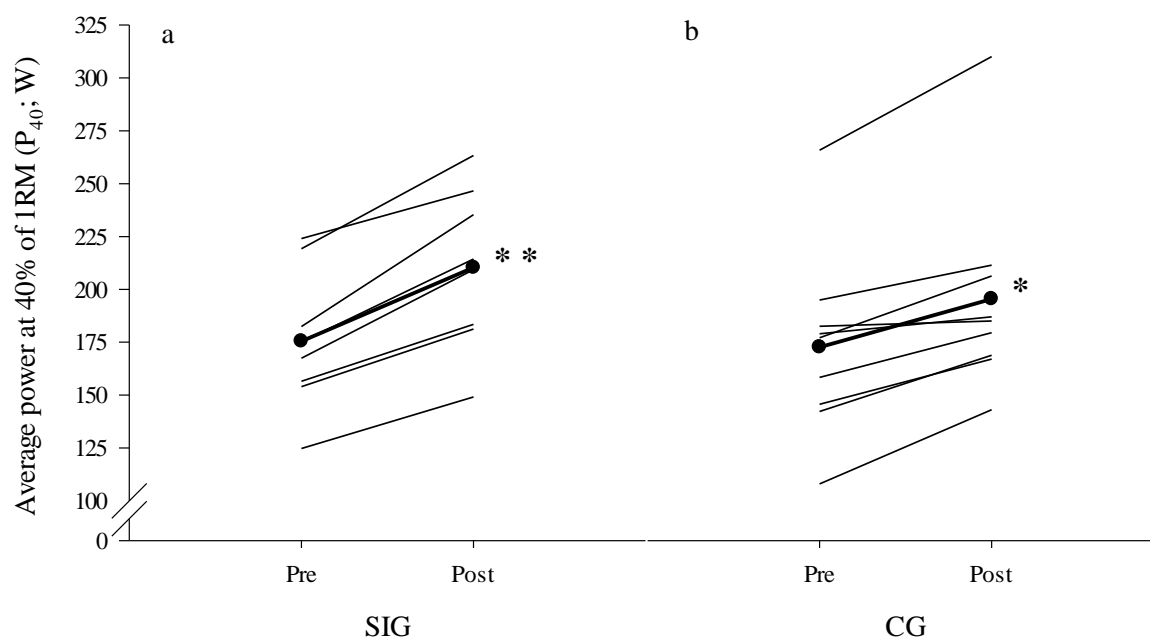 a
b
Average power at 40% of 1RM (P40; W)
325
300
275
250
225
200
175
150
125
100
0
* *
*
Pre
Post
Pre
Post
SIG
CG